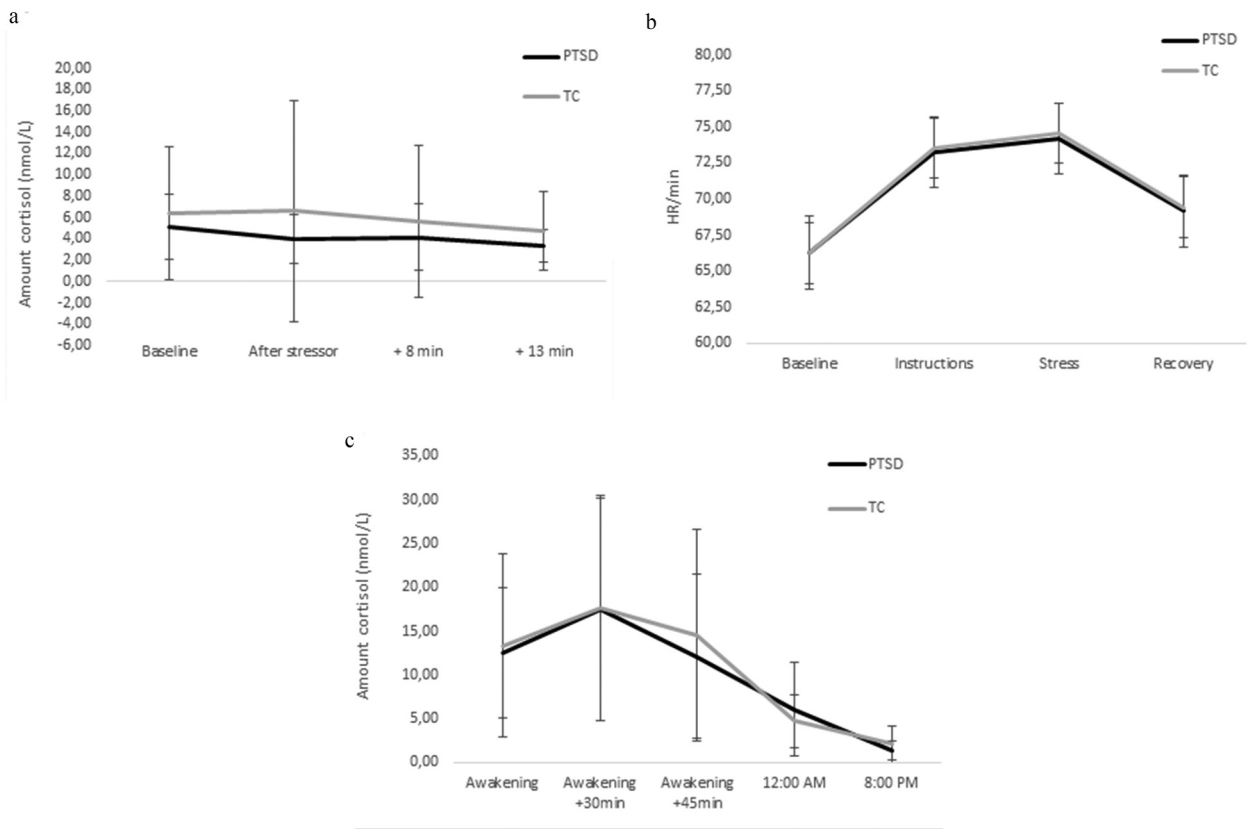 a
PTSD
TC
Amount cortisol (nmol/L)
20,00
18,00
16,00
14,00
12,00
10,00
8,00
6,00
4,00
2,00
0,00
-2,00
-4,00
-6,00
Baseline After stressor + 8 min + 13 min
b
PTSD
TC
HR/min
80,00
77,50
75,00
72,50
70,00
67,50
65,00
62,50
60,00
Baseline Instructions Stress Recovery
c
PTSD
TC
Amount cortisol (nmol/L)
35,00
30,00
25,00
20,00
15,00
10,00
5,00
0,00
Awakening Awakening Awakening 12:00 AM 8:00 PM
+30min +45min